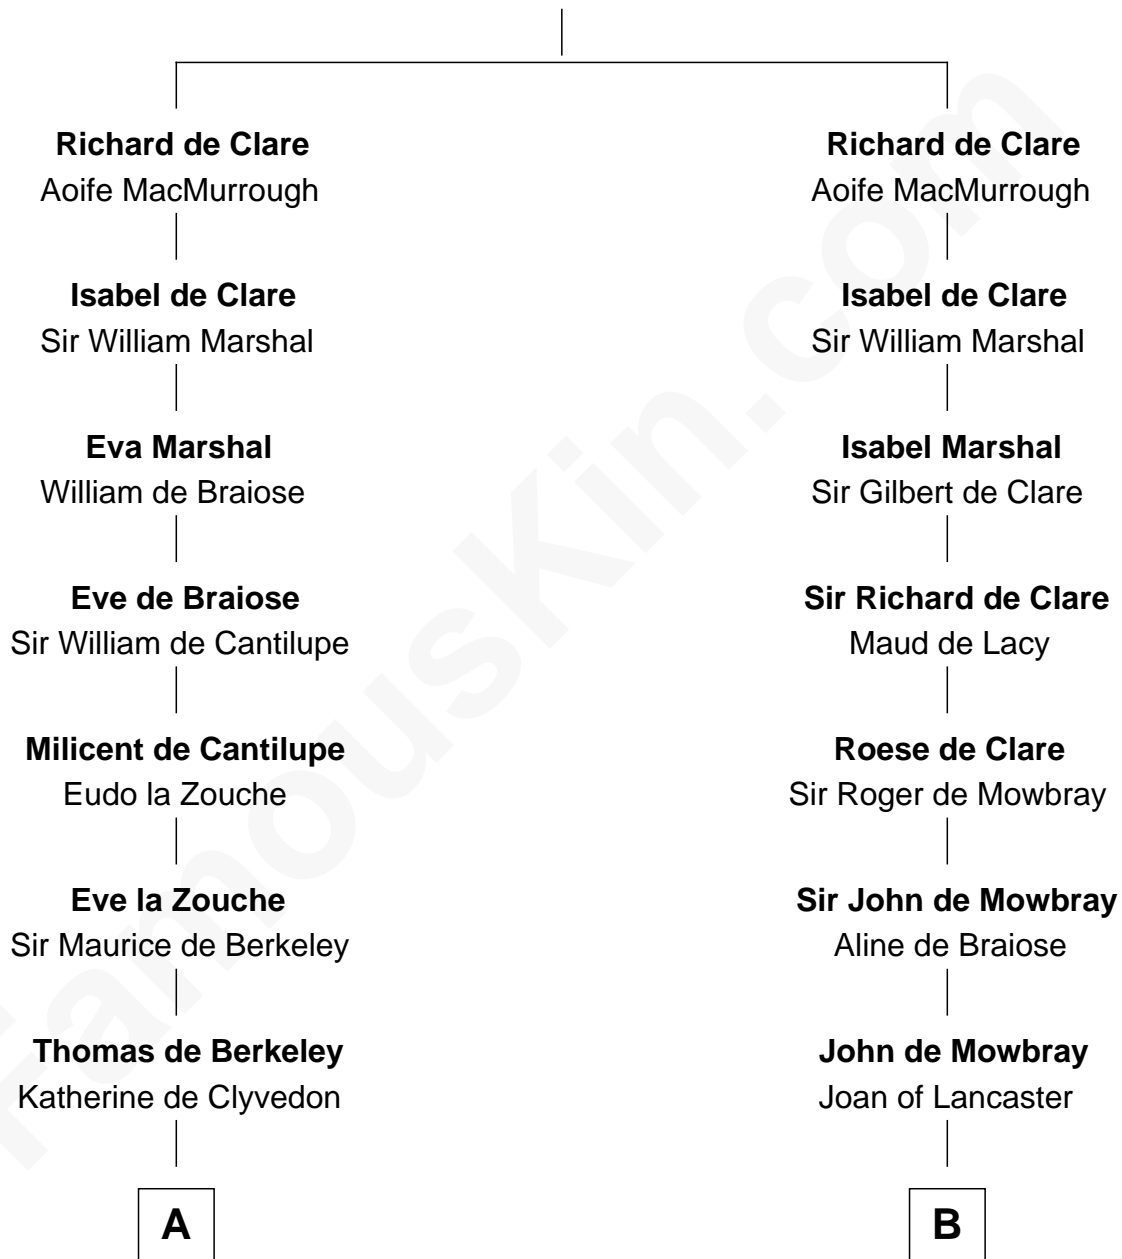 Richard de Clare
Aoife MacMurrough
Isabel de Clare
Sir William Marshal
Eva Marshal
William de Braiose
Eve de Braiose
Sir William de Cantilupe
Milicent de Cantilupe
Eudo la Zouche
Eve la Zouche
Sir Maurice de Berkeley
Thomas de Berkeley
Katherine de Clyvedon
A
Richard de Clare
Aoife MacMurrough
Isabel de Clare
Sir William Marshal
Isabel Marshal
Sir Gilbert de Clare
Sir Richard de Clare
Maud de Lacy
Roese de Clare
Sir Roger de Mowbray
Sir John de Mowbray
Aline de Braiose
John de Mowbray
Joan of Lancaster
B
FamousKin.com